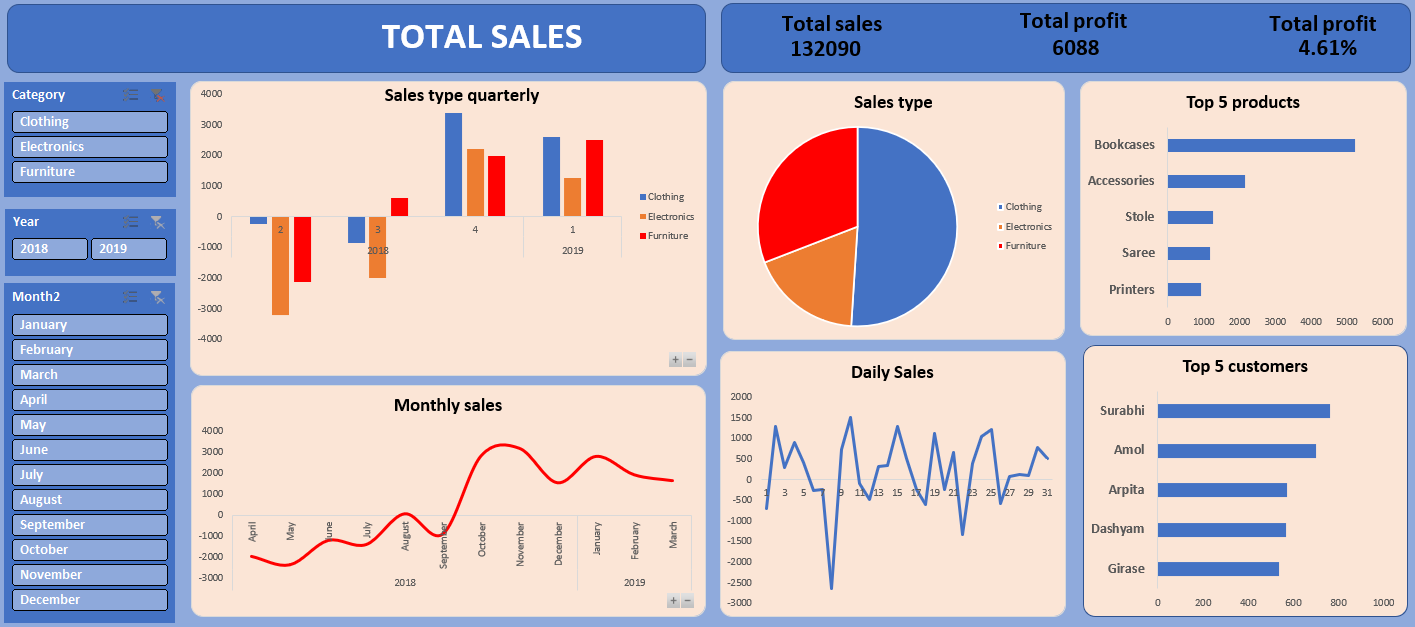 TOTAL SALES
Total sales
132090
Total profit
6088
Total profit
4.61%
Category
Clothing
Electronics
Furniture
Year
2018 2019
Month2
January
February
March
April
May
June
July
August
September
October
November
December
Sales type quarterly
4000
3000
2000
1000
0
-1000
-2000
-3000
-4000
2 3 4 1
2018 2019
Clothing
Electronics
Furniture
+ −
Monthly sales
4000
3000
2000
1000
0
-1000
-2000
-3000
April May June July August September October November December January February March
2018 2019
+ −
Sales type
Clothing
Electronics
Furniture
Daily Sales
2000
1500
1000
500
0
-500
-1000
-1500
-2000
-2500
-3000
1 3 5 7 9 11 13 15 17 19 21 23 25 27 29 31
Top 5 products
Bookcases
Accessories
Stole
Saree
Printers
0 1000 2000 3000 4000 5000 6000
Top 5 customers
Surabhi
Amol
Arpita
Dashyam
Girase
0 200 400 600 800 1000